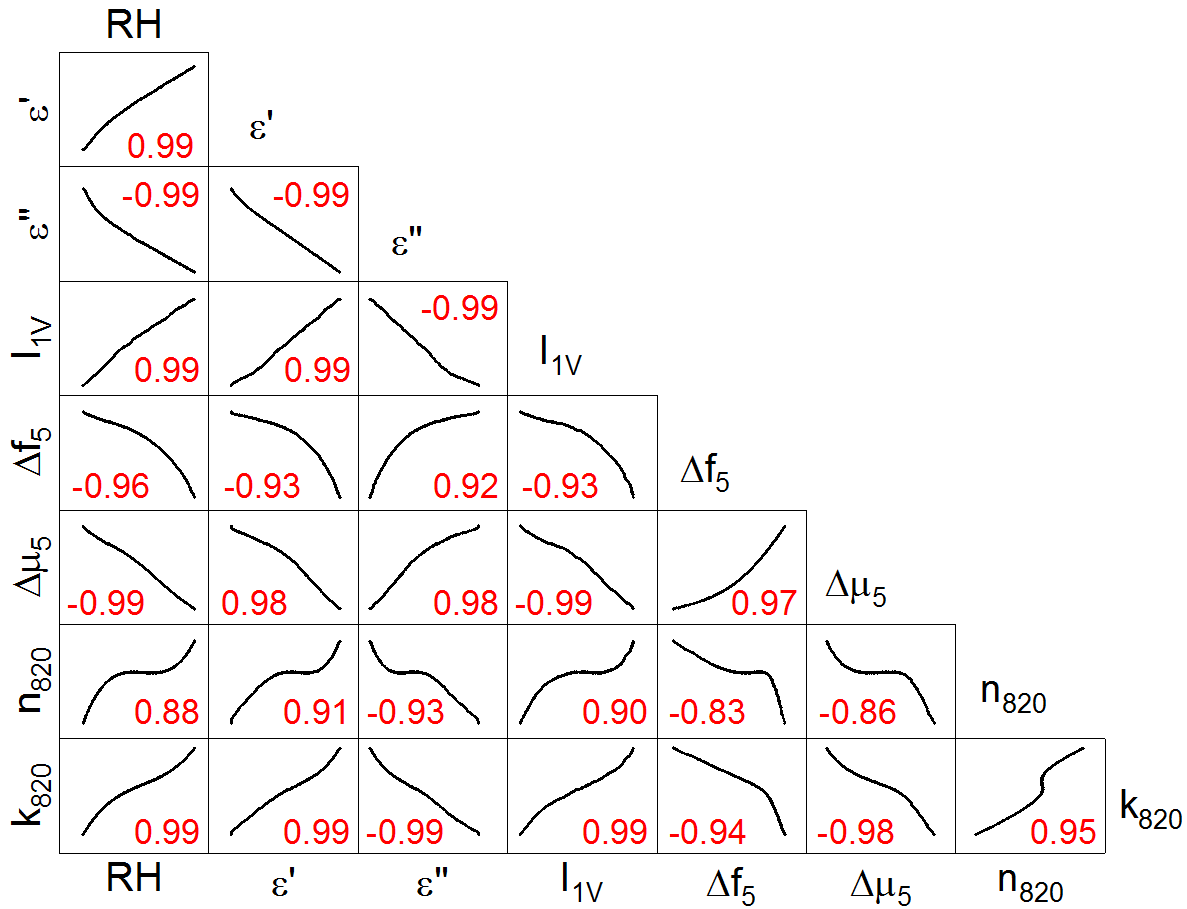 RH
ε' 0.99 ε'
ε" -0.99 -0.99 ε"
I1V 0.99 0.99 -0.99 I1V
Δf5 -0.96 -0.93 0.92 -0.93 Δf5
Δμ5 -0.99 0.98 0.98 -0.99 0.97 Δμ5
n820 0.88 0.91 -0.93 0.90 -0.83 -0.86 n820
k820 0.99 0.99 -0.99 0.99 -0.94 -0.98 0.95 k820
RH ε' ε" I1V Δf5 Δμ5 n820